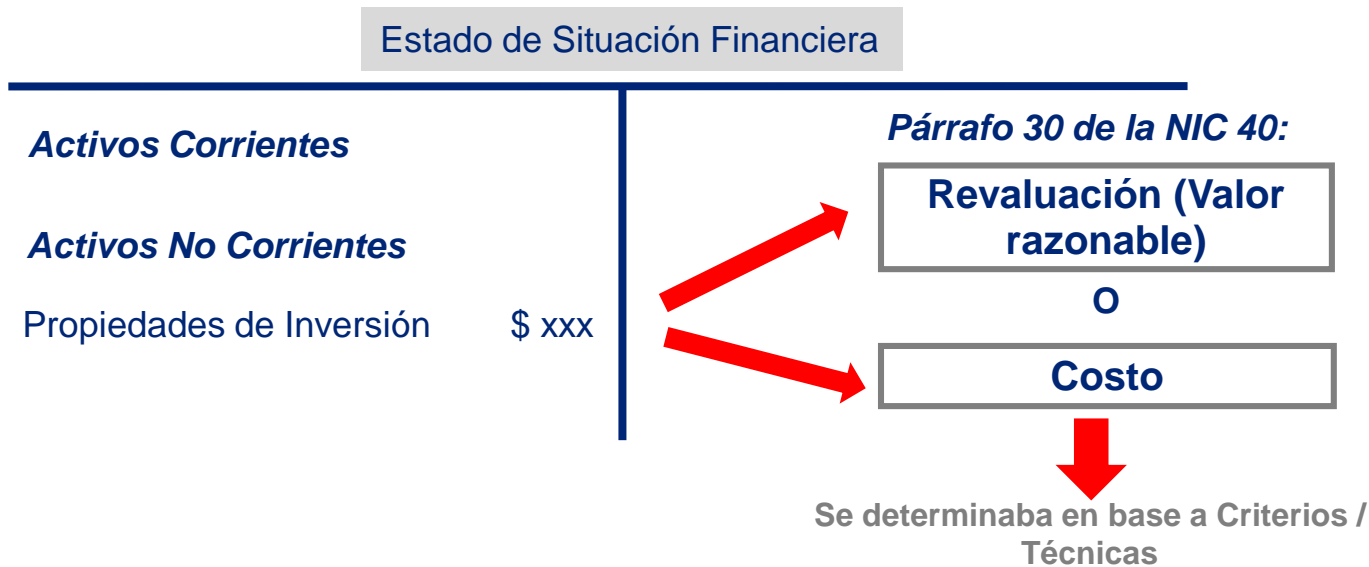 Estado de Situación Financiera
Activos Corrientes
Activos No Corrientes
Propiedades de Inversión $ xxx
Párrafo 30 de la NIC 40:
Revaluación (Valor
razonable)
O
Costo
Se determinaba en base a Criterios /
Técnicas